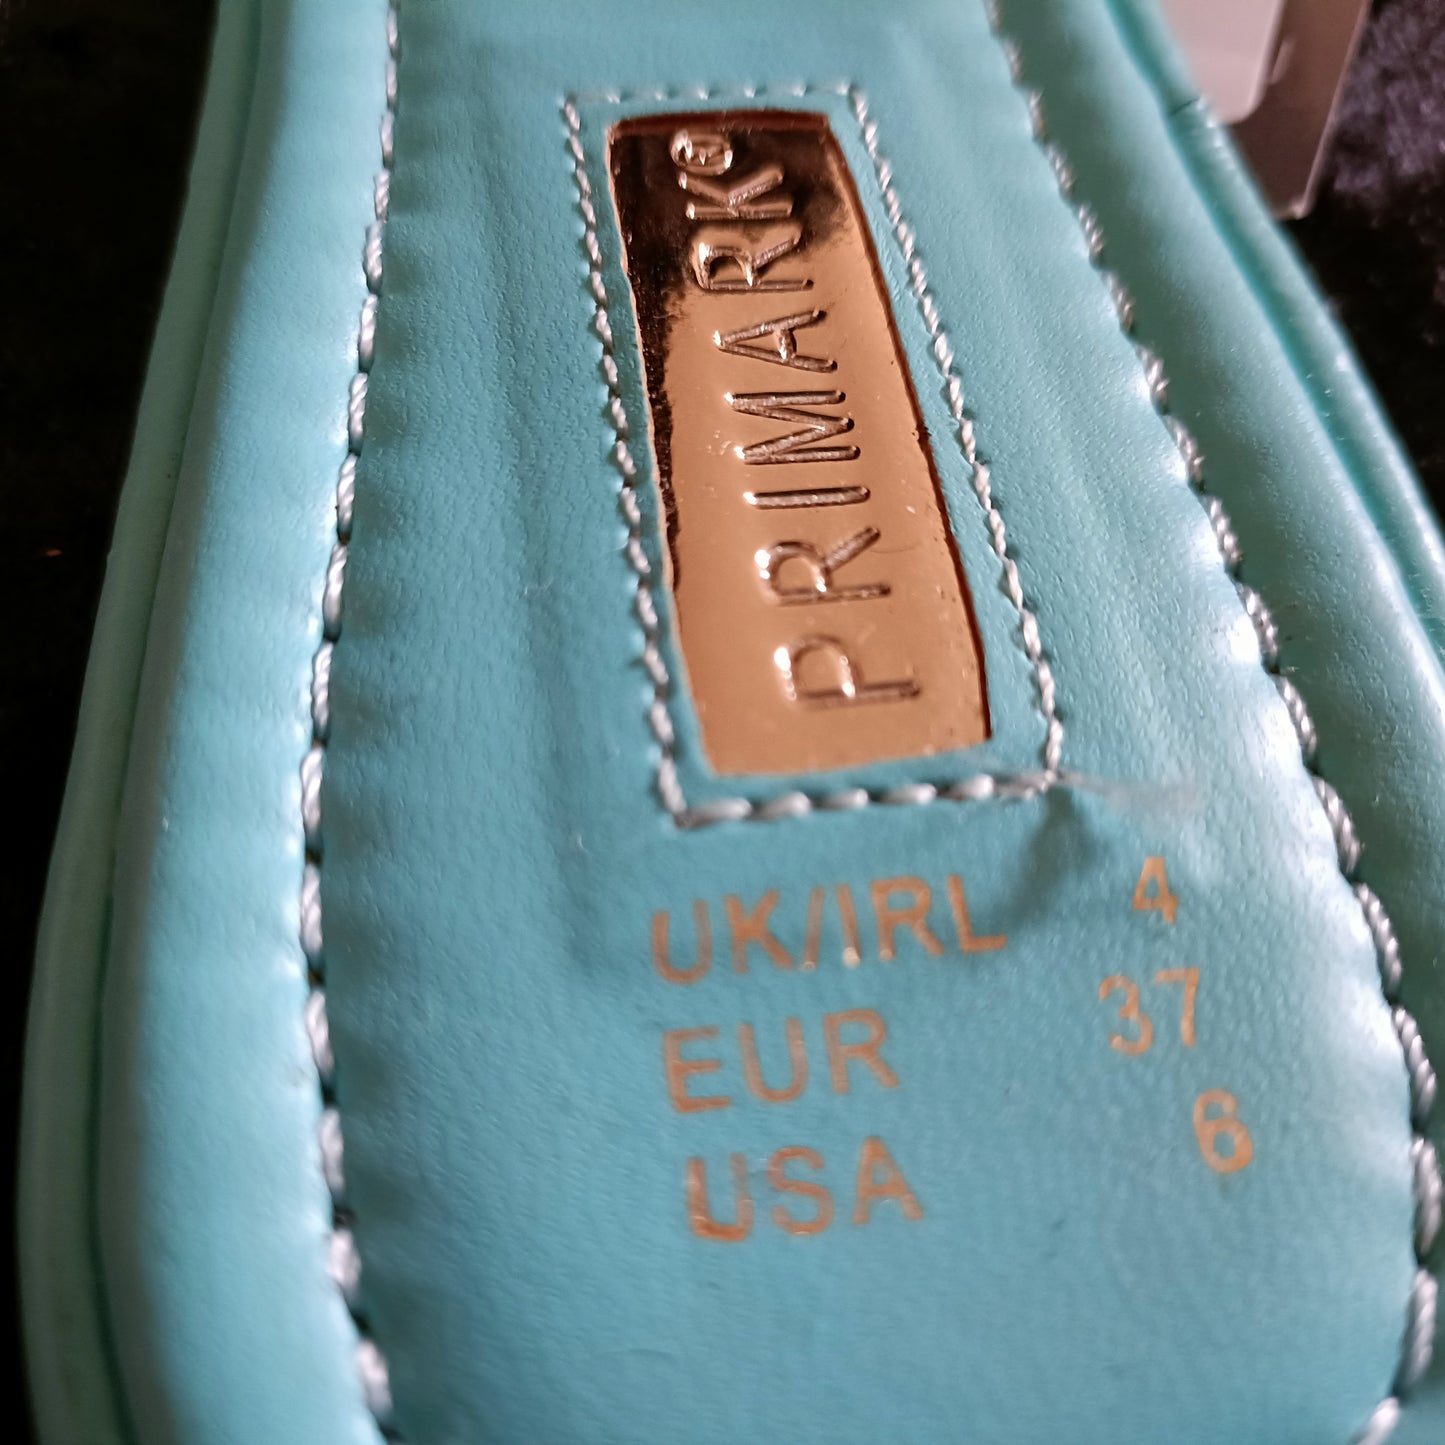 PRIMARK®
UK/IRL 4
EUR 37
USA 6